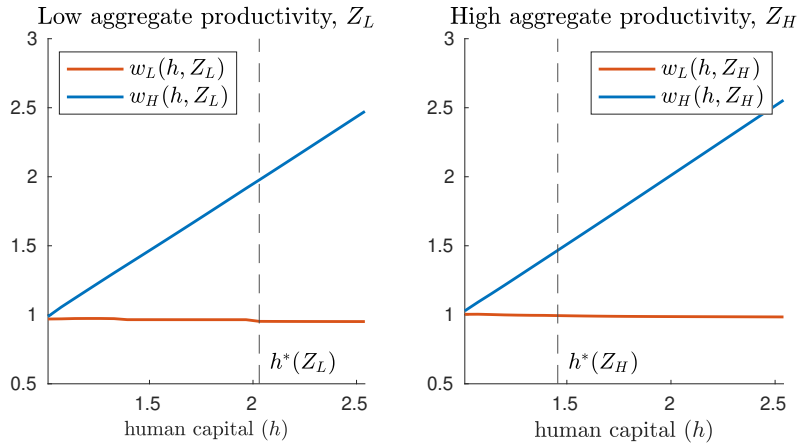 Low aggregate productivity, Z_L
3
2.5
2
1.5
1
0.5
w_L(h, Z_L)
w_H(h, Z_L)
h*(Z_L)
1.5 2 2.5
human capital (h)
High aggregate productivity, Z_H
3
2.5
2
1.5
1
0.5
w_L(h, Z_H)
w_H(h, Z_H)
h*(Z_H)
1.5 2 2.5
human capital (h)